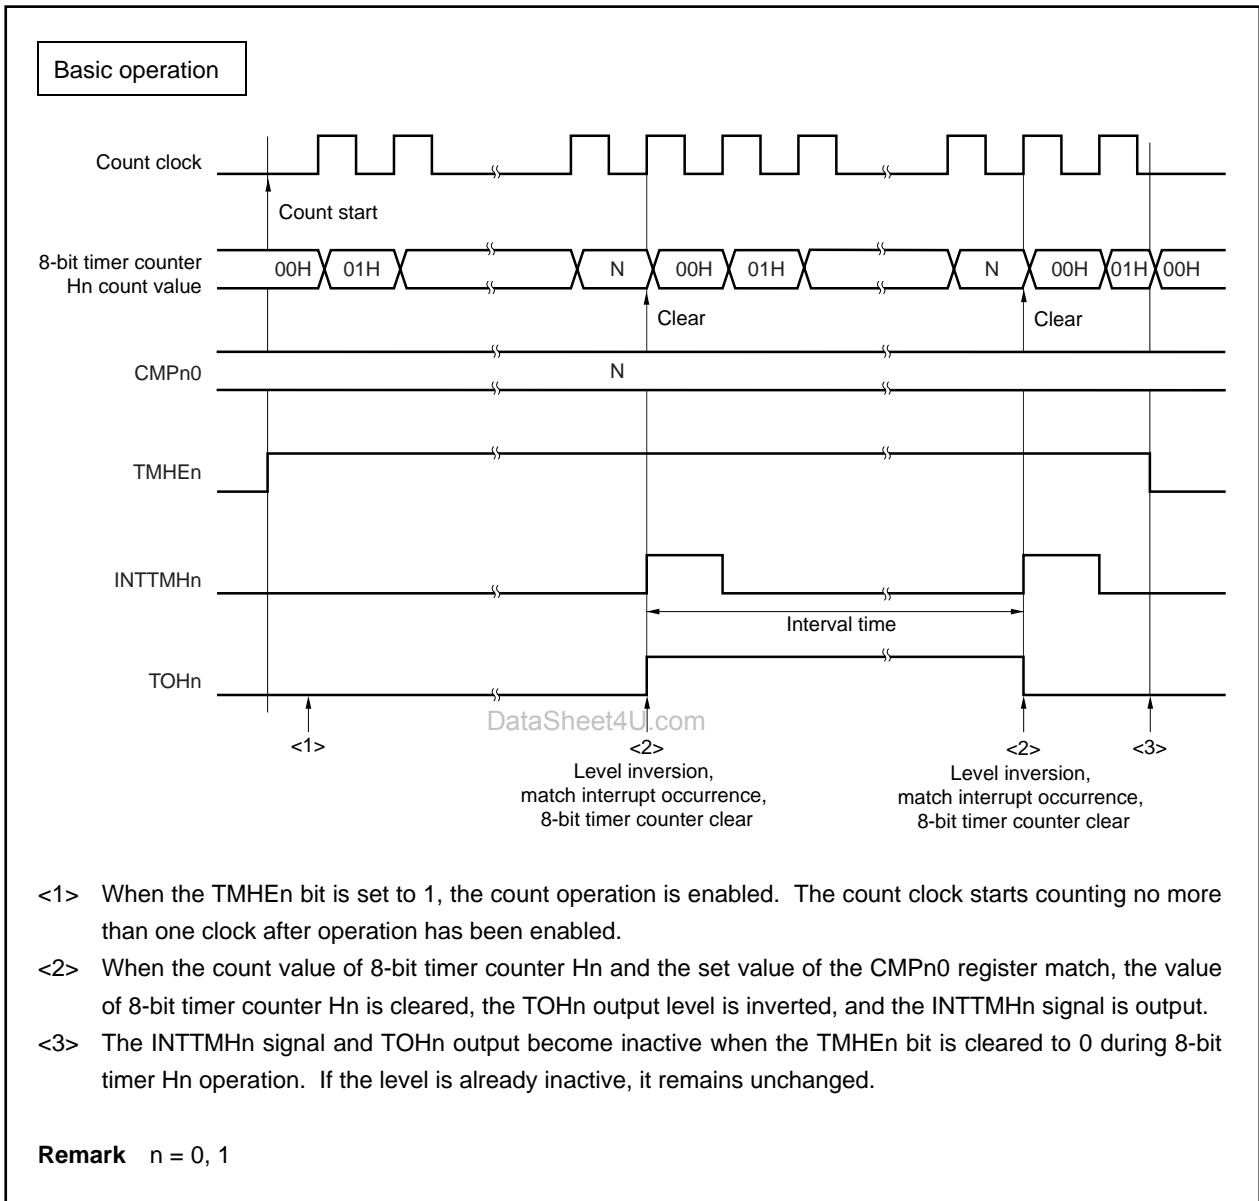 Basic operation
Count clock
Count start
8-bit timer counter
Hn count value
00H 01H N 00H 01H N 00H 01H 00H
Clear Clear
CMPn0 N
TMHEn
INTTMHn
Interval time
TOHn
DataSheet4U.com
<1> <2> <2> <3>
Level inversion,
match interrupt occurrence,
8-bit timer counter clear
Level inversion,
match interrupt occurrence,
8-bit timer counter clear
<1> When the TMHEn bit is set to 1, the count operation is enabled. The count clock starts counting no more
than one clock after operation has been enabled.
<2> When the count value of 8-bit timer counter Hn and the set value of the CMPn0 register match, the value
of 8-bit timer counter Hn is cleared, the TOHn output level is inverted, and the INTTMHn signal is output.
<3> The INTTMHn signal and TOHn output become inactive when the TMHEn bit is cleared to 0 during 8-bit
timer Hn operation. If the level is already inactive, it remains unchanged.
Remark n = 0, 1